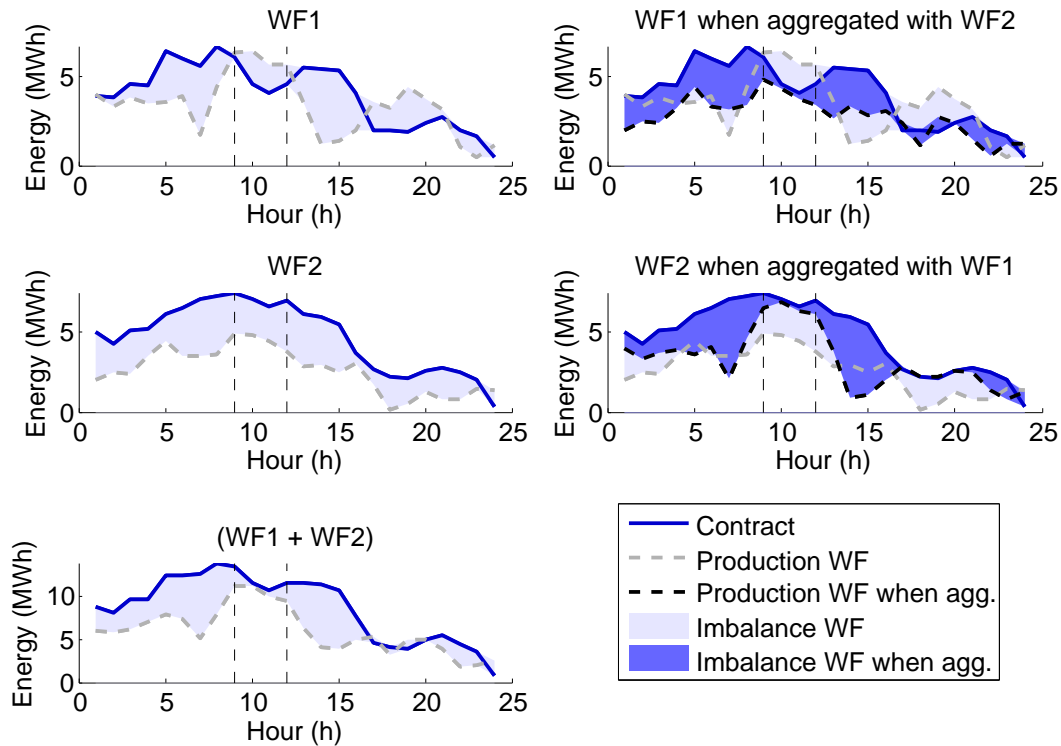 WF1
Energy (MWh)
5
0
0 5 10 15 20 25
Hour (h)
WF1 when aggregated with WF2
Energy (MWh)
5
0
0 5 10 15 20 25
Hour (h)
WF2
Energy (MWh)
5
0
0 5 10 15 20 25
Hour (h)
WF2 when aggregated with WF1
Energy (MWh)
5
0
0 5 10 15 20 25
Hour (h)
(WF1 + WF2)
Energy (MWh)
10
5
0
0 5 10 15 20 25
Hour (h)
Contract
Production WF
Production WF when agg.
Imbalance WF
Imbalance WF when agg.